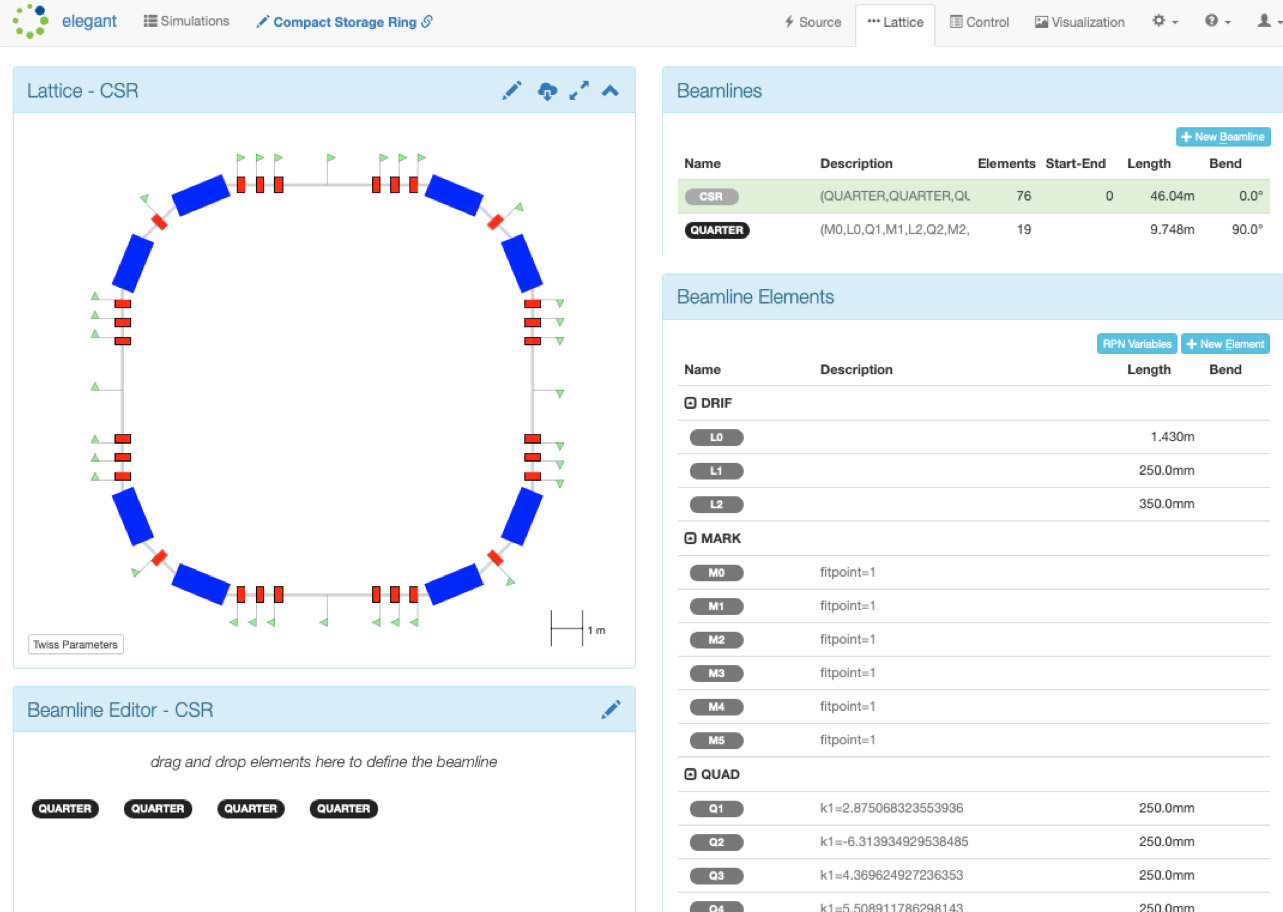 elegant Simulations Compact Storage Ring Source Lattice Control Visualization
Lattice - CSR
1 m
Twiss Parameters
Beamline Editor - CSR
drag and drop elements here to define the beamline
QUARTER QUARTER QUARTER QUARTER
Beamlines
New Beamline
Name Description Elements Start-End Length Bend
CSR (QUARTER,QUARTER,QU 76 0 46.04m 0.0°
QUARTER (M0,L0,Q1,M1,L2,Q2,M2, 19 9.748m 90.0°
Beamline Elements
RPN Variables New Element
Name Description Length Bend
DRIF
L0 1.430m
L1 250.0mm
L2 350.0mm
MARK
M0 fitpoint=1
M1 fitpoint=1
M2 fitpoint=1
M3 fitpoint=1
M4 fitpoint=1
M5 fitpoint=1
QUAD
Q1 k1=2.875068323553936 250.0mm
Q2 k1=-6.313934929538485 250.0mm
Q3 k1=4.369624927236353 250.0mm
Q4 k1=5.508911786298143 250.0mm